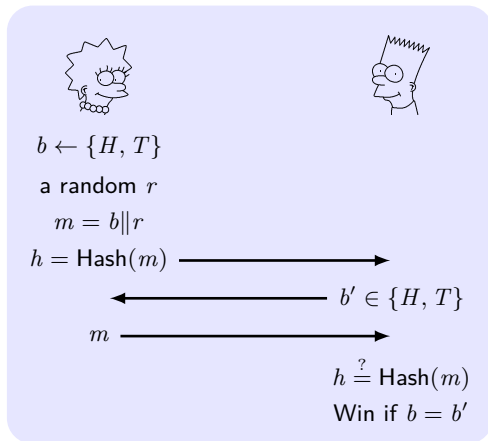 b ← {H, T}
a random r
m = b∥r
h = Hash(m)
b′ ∈ {H, T}
m
h ≟ Hash(m)
Win if b = b′